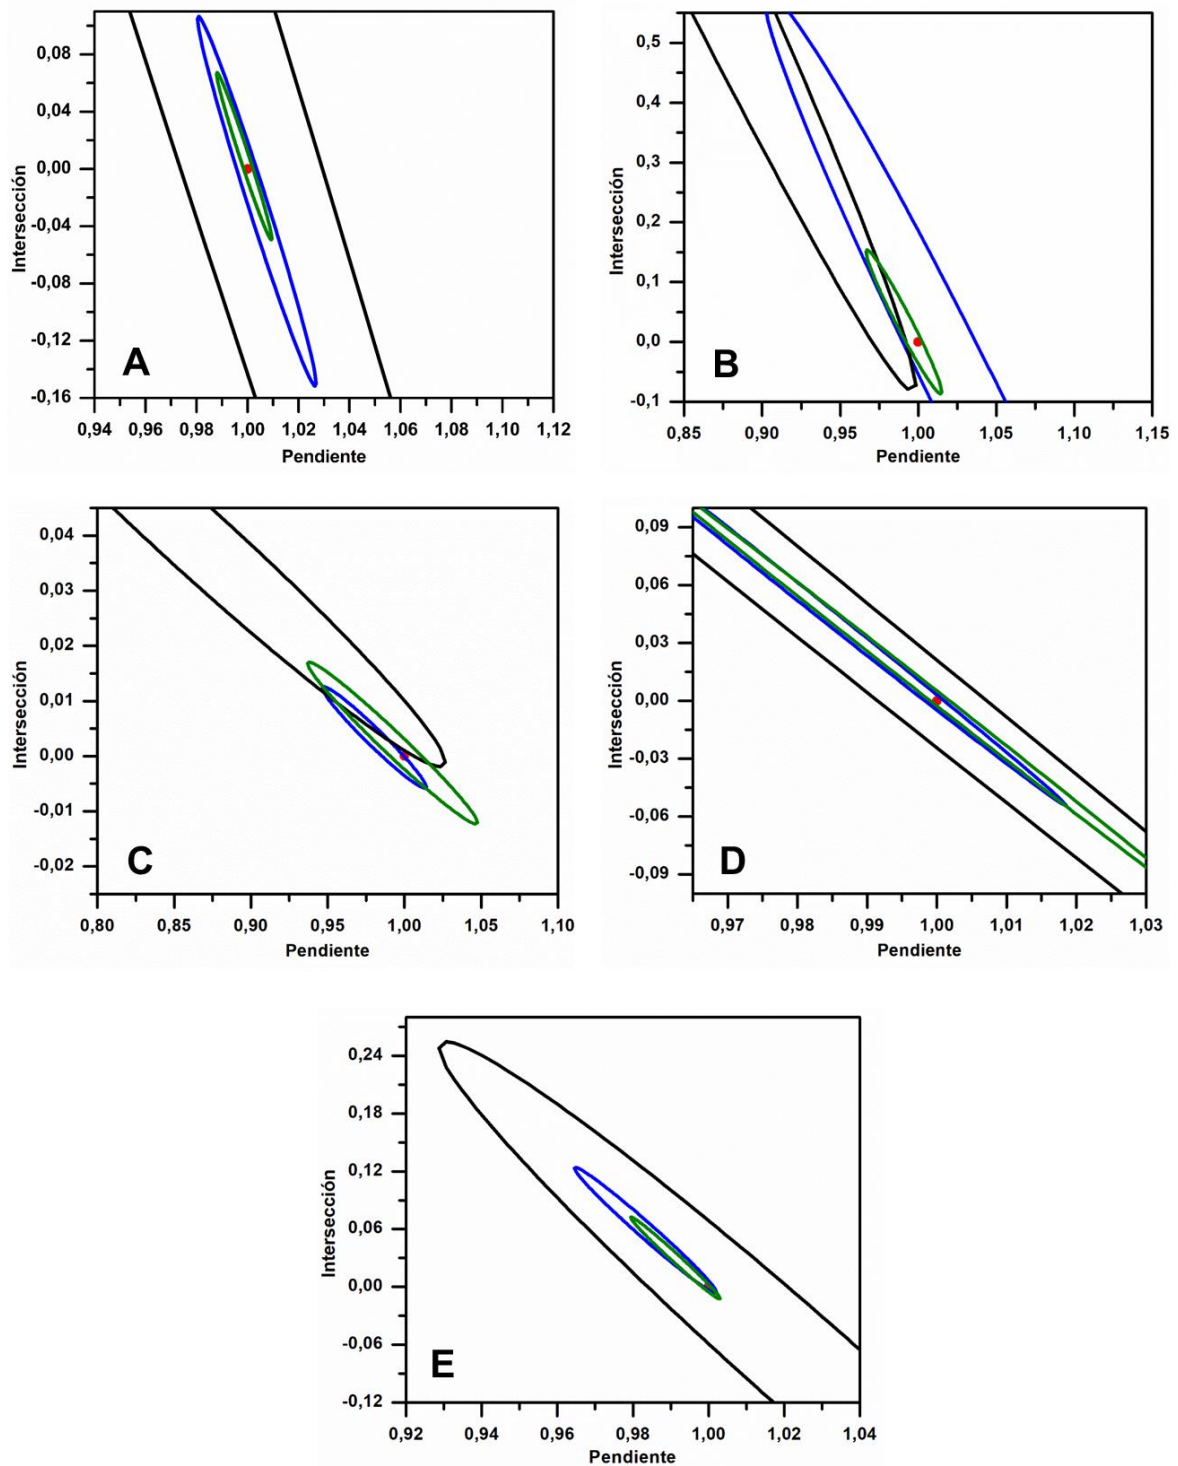 0,08
0,04
0,00
-0,04
-0,08
-0,12
-0,16
Intersección
A
0,94 0,96 0,98 1,00 1,02 1,04 1,06 1,08 1,10 1,12
Pendiente
0,5
0,4
0,3
0,2
0,1
0,0
-0,1
Intersección
B
0,85 0,90 0,95 1,00 1,05 1,10 1,15
Pendiente
0,04
0,03
0,02
0,01
0,00
-0,01
-0,02
Intersección
C
0,80 0,85 0,90 0,95 1,00 1,05 1,10
Pendiente
0,09
0,06
0,03
0,00
-0,03
-0,06
-0,09
Intersección
D
0,97 0,98 0,99 1,00 1,01 1,02 1,03
Pendiente
0,24
0,18
0,12
0,06
0,00
-0,06
-0,12
Intersección
E
0,92 0,94 0,96 0,98 1,00 1,02 1,04
Pendiente